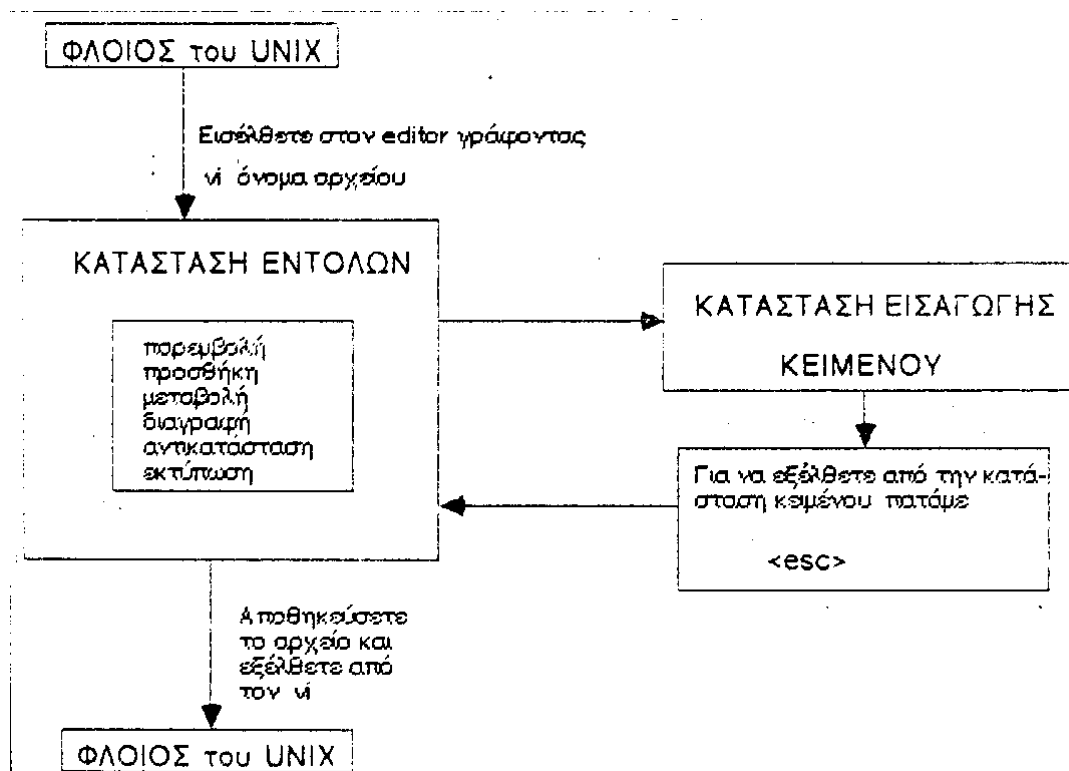 ΦΛΟΙΟΣ του UNIX
Εισέλθετε στον editor γράφοντας
vi όνομα αρχείου
ΚΑΤΑΣΤΑΣΗ ΕΝΤΟΛΩΝ
παρεμβολή
προσθήκη
μεταβολή
διαγραφή
αντικατάσταση
εκτύπωση
ΚΑΤΑΣΤΑΣΗ ΕΙΣΑΓΩΓΗΣ
ΚΕΙΜΕΝΟΥ
Για να εξέλθετε από την κατά-
σταση κειμένου πατάμε
<esc>
Αποθηκεύσετε
το αρχείο και
εξέλθετε από
τον vi
ΦΛΟΙΟΣ του UNIX